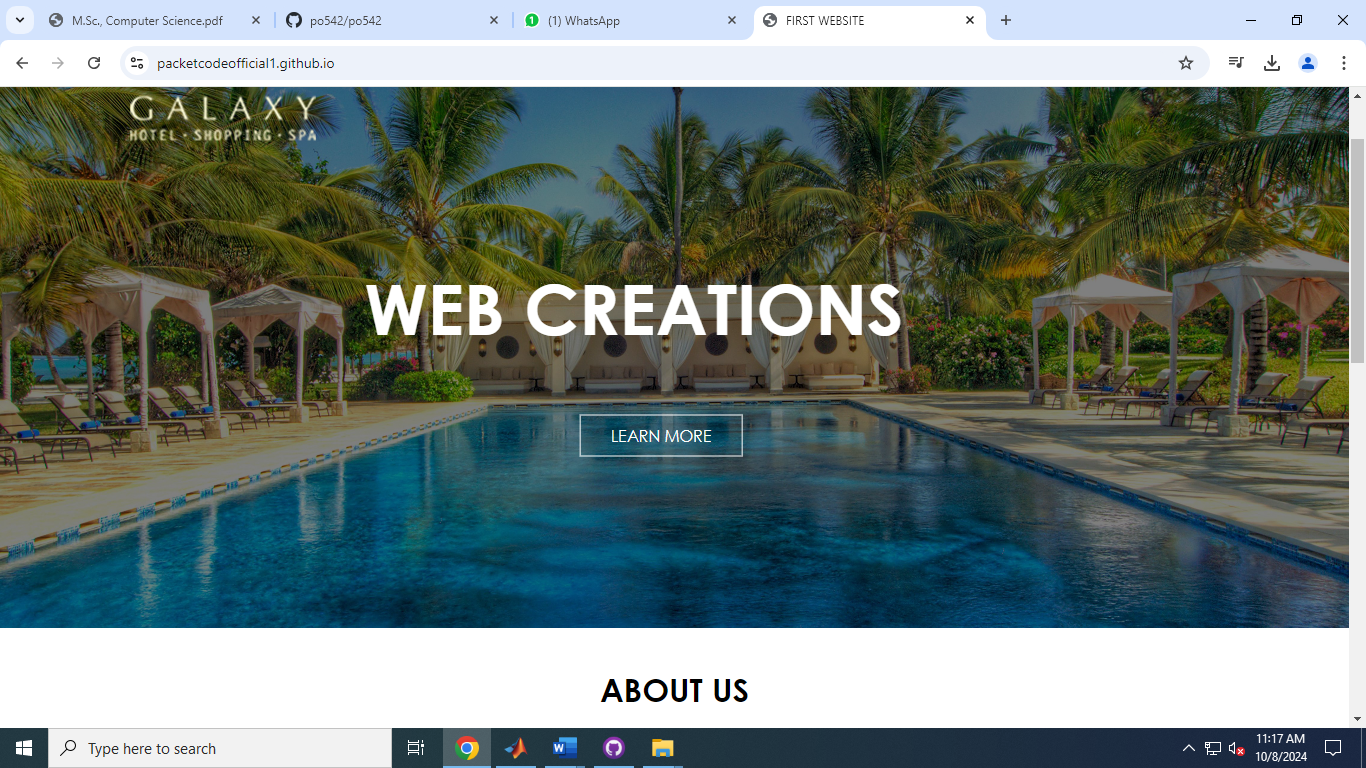 M.Sc., Computer Science.pdf
po542/po542
(1) WhatsApp
FIRST WEBSITE
packetcodeofficial1.github.io
GALAXY
HOTEL · SHOPPING · SPA
WEB CREATIONS
LEARN MORE
ABOUT US
Type here to search
11:17 AM
10/8/2024